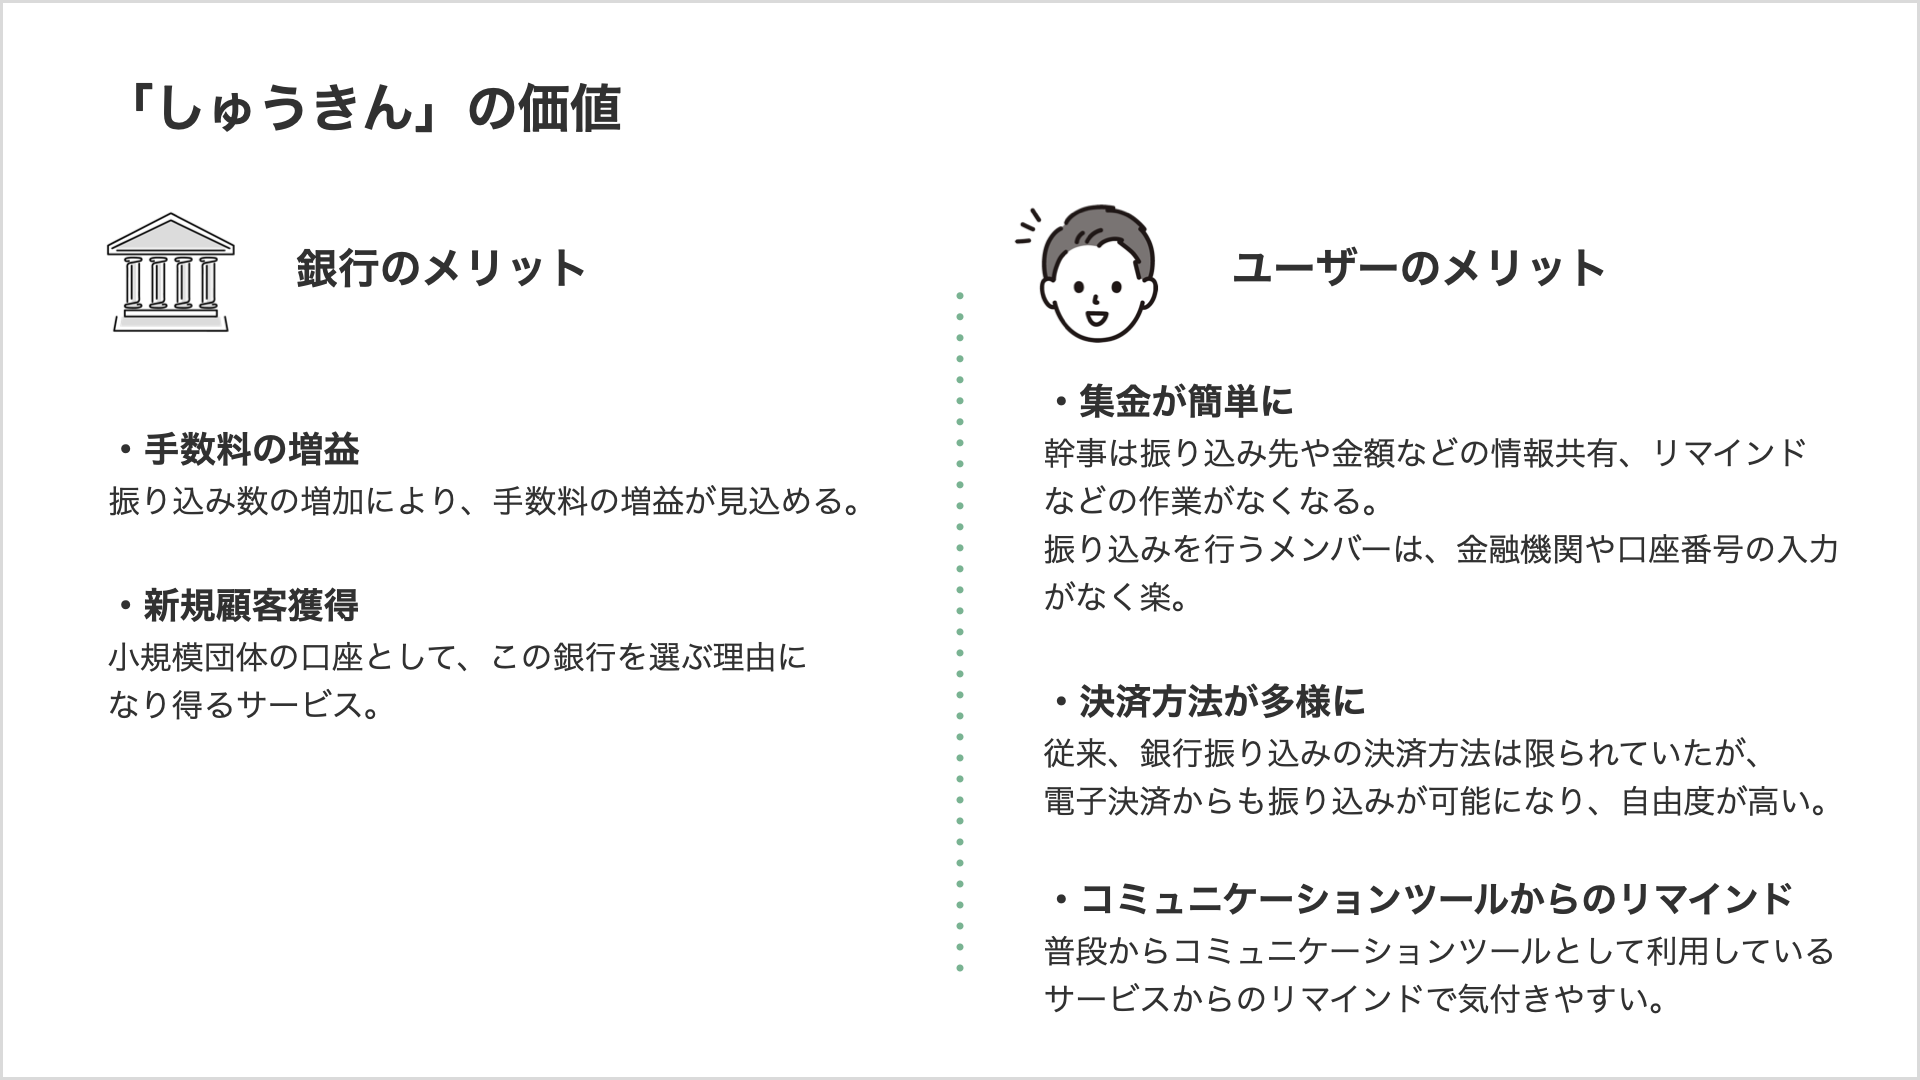 「しゅうきん」の価値
銀行のメリット
・手数料の増益
振り込み数の増加により、手数料の増益が見込める。
・新規顧客獲得
小規模団体の口座として、この銀行を選ぶ理由に
なり得るサービス。
ユーザーのメリット
・集金が簡単に
幹事は振り込み先や金額などの情報共有、リマインド
などの作業がなくなる。
振り込みを行うメンバーは、金融機関や口座番号の入力
がなく楽。
・決済方法が多様に
従来、銀行振り込みの決済方法は限られていたが、
電子決済からも振り込みが可能になり、自由度が高い。
・コミュニケーションツールからのリマインド
普段からコミュニケーションツールとして利用している
サービスからのリマインドで気付きやすい。